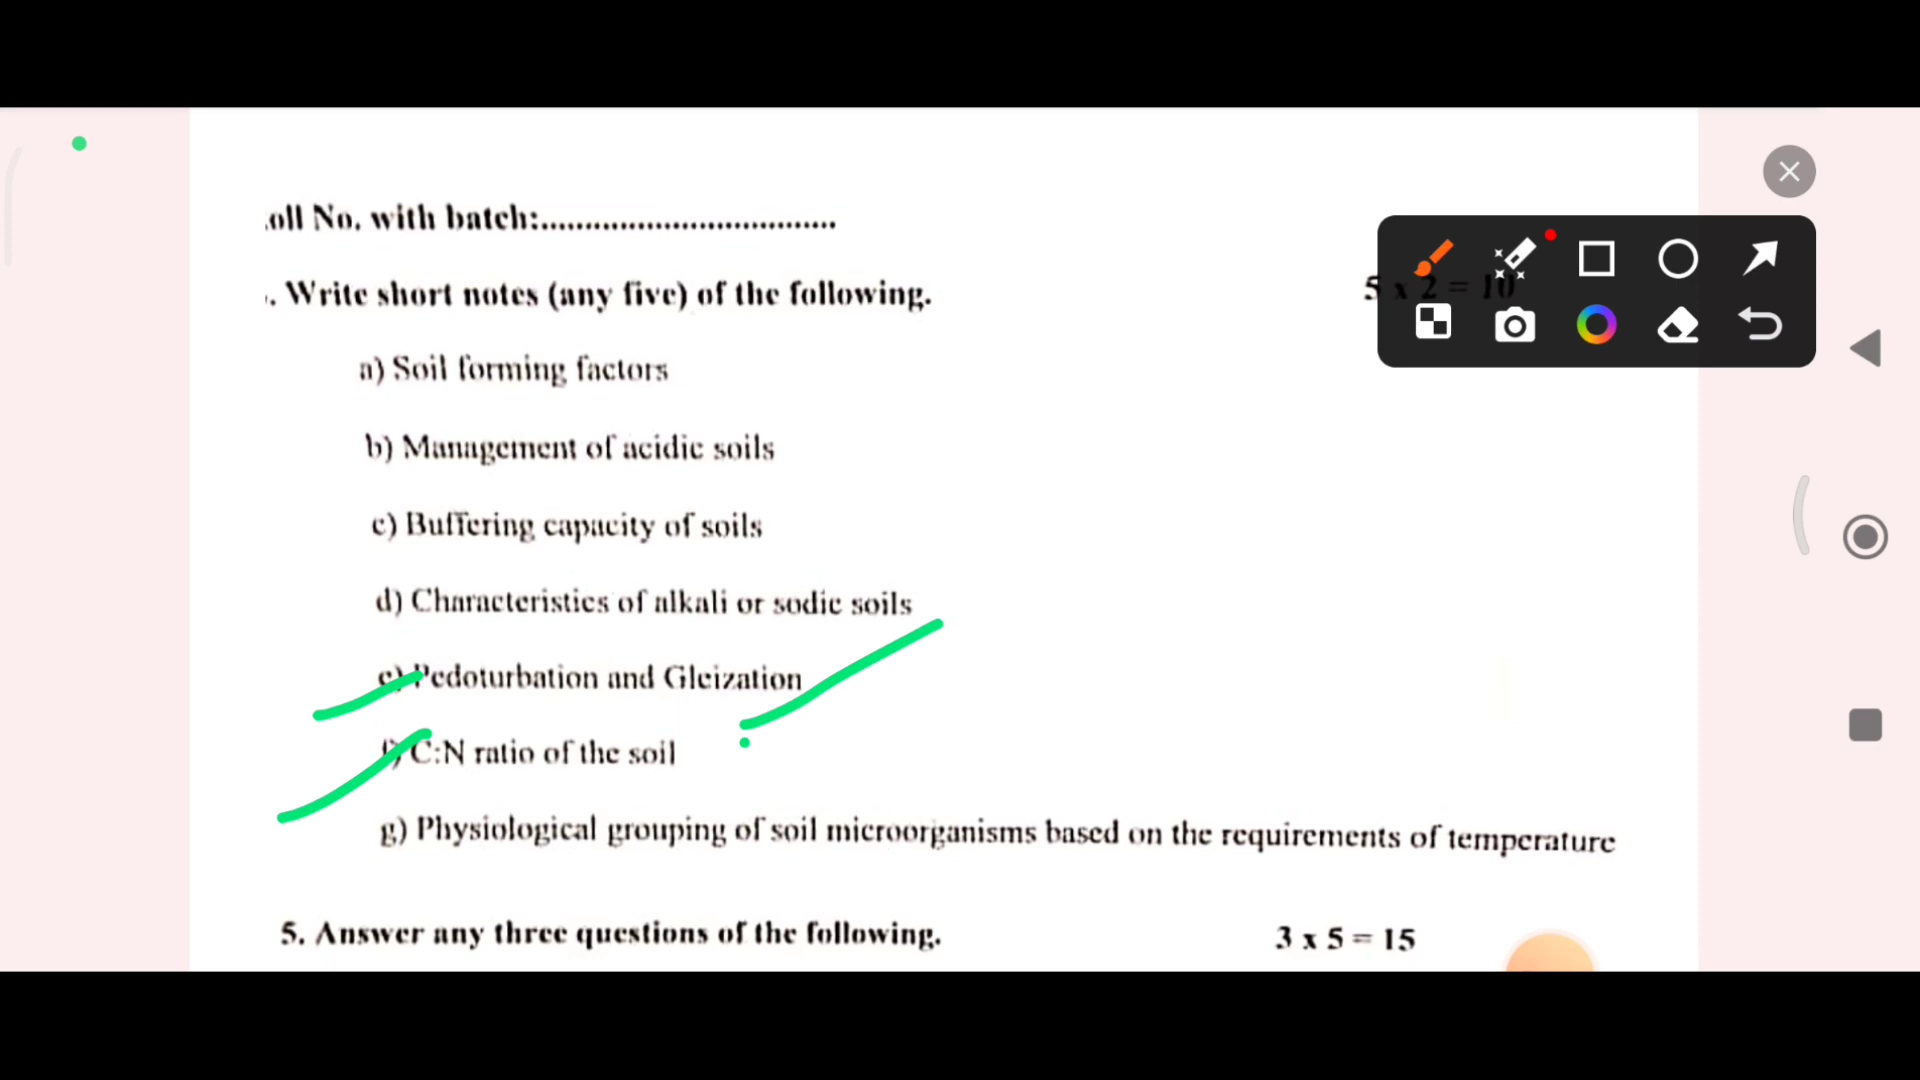 oll No. with batch:.................................
. Write short notes (any five) of the following. 5 x 2 = 10
a) Soil forming factors
b) Management of acidic soils
c) Buffering capacity of soils
d) Characteristics of alkali or sodic soils
e) Pedoturbation and Gleization
f) C:N ratio of the soil
g) Physiological grouping of soil microorganisms based on the requirements of temperature
5. Answer any three questions of the following. 3 x 5 = 15